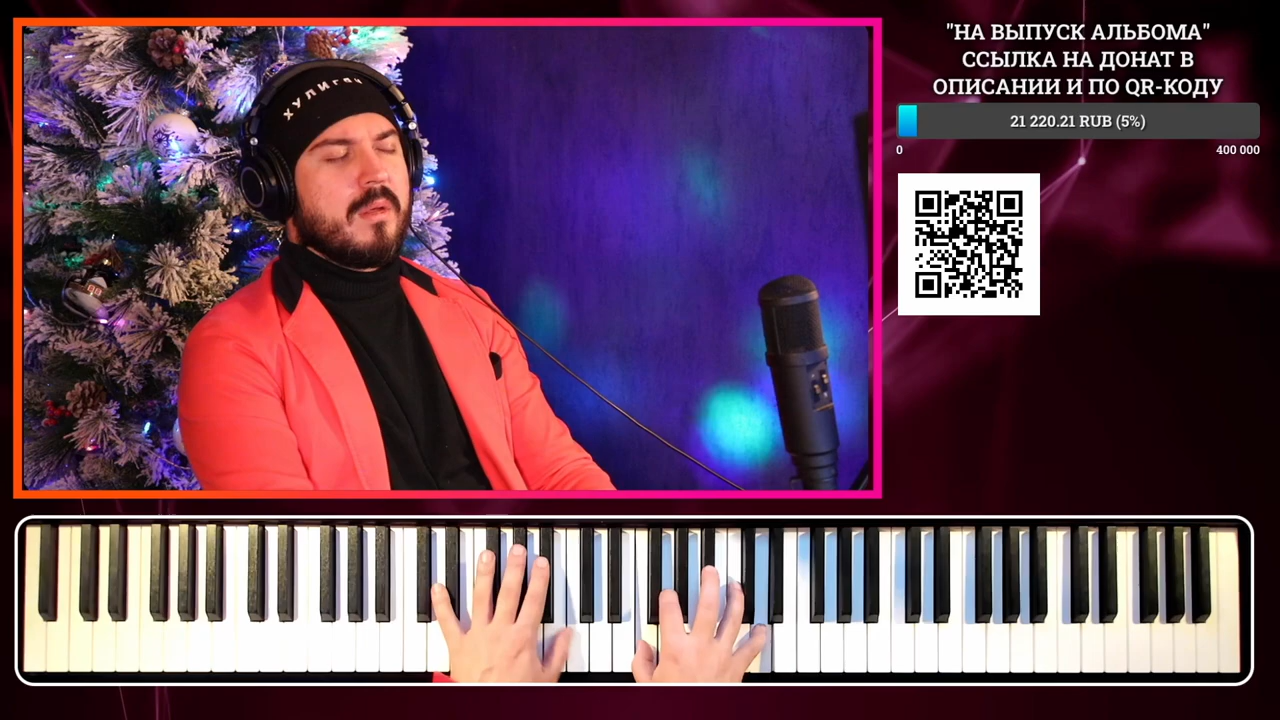 "НА ВЫПУСК АЛЬБОМА"
ССЫЛКА НА ДОНАТ В
ОПИСАНИИ И ПО QR-КОДУ
21 220.21 RUB (5%)
0
400 000
ХУЛИГАН